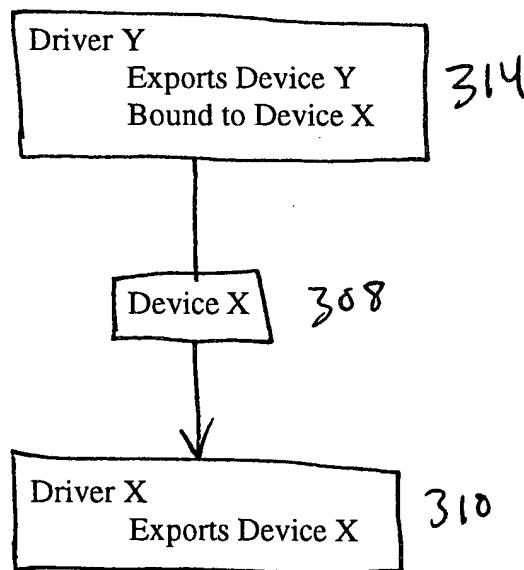 Driver Y
Exports Device Y
Bound to Device X
314
Device X
308
Driver X
Exports Device X
310